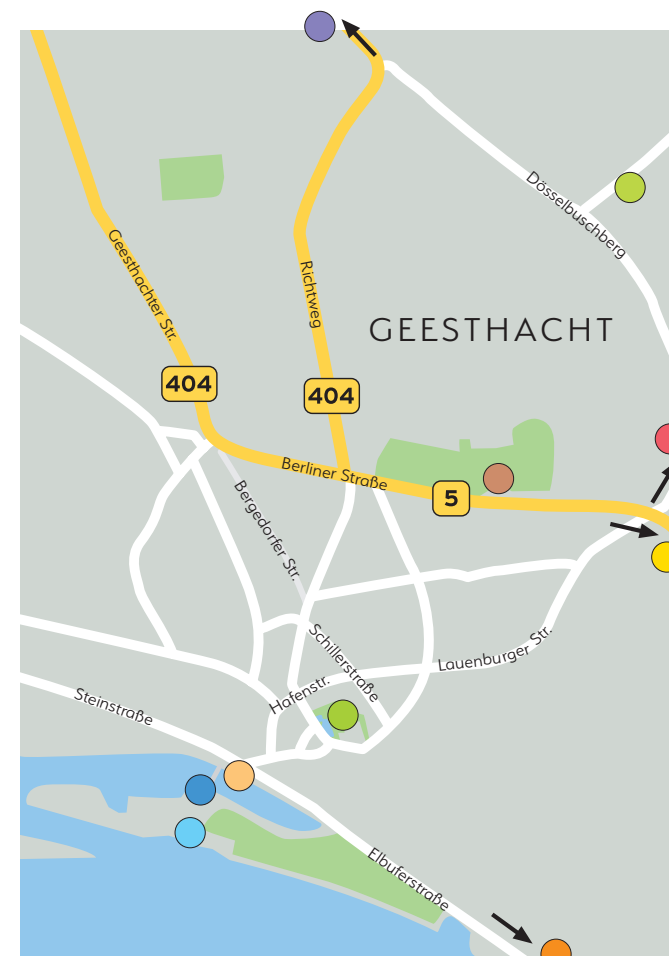 Dösselbuschberg
Geesthachter Str.
Richtweg
GEESTHACHT
404
404
Berliner Straße
5
Bergedorfer Str.
Schillerstraße
Lauenburger Str.
Hafenstr.
Steinstraße
Elbuferstraße